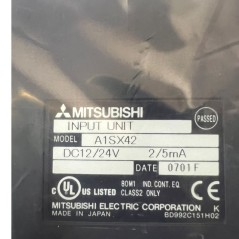 MITSUBISHI
PASSED
INPUT UNIT
MODEL A1SX42
DC12/24V 2/5mA
DATE 0701F
c UL US LISTED 80M1 IND. CONT. EQ.
CLASS2 ONLY
MITSUBISHI ELECTRIC CORPORATION K
MADE IN JAPAN BD992C151H02